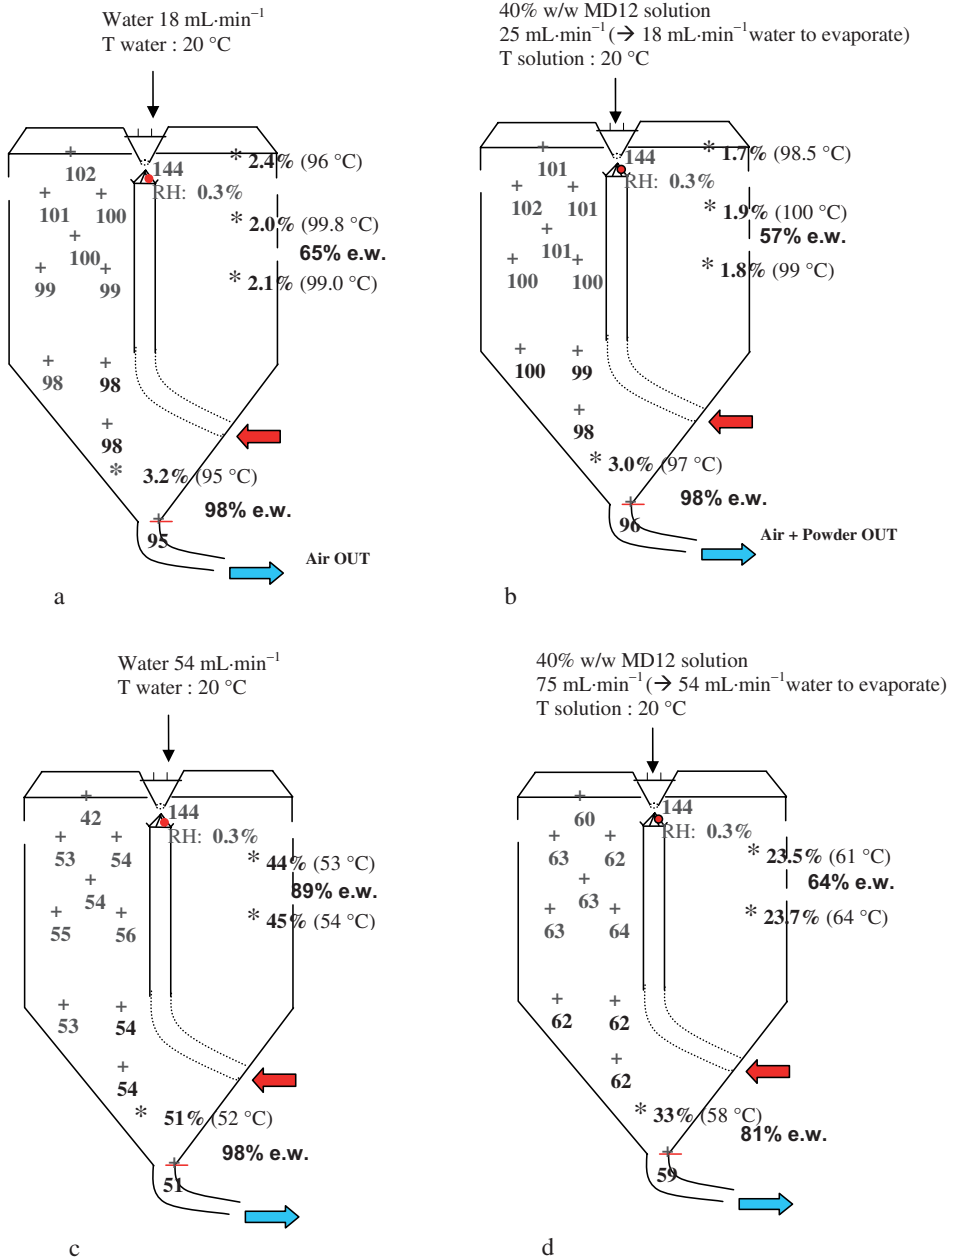 Water 18 mL·min⁻¹
T water : 20 °C
102
144
RH: 0.3%
* 2.4% (96 °C)
101
100
* 2.0% (99.8 °C)
100
65% e.w.
99
99
* 2.1% (99.0 °C)
98
98
98
* 3.2% (95 °C)
98% e.w.
95
Air OUT
a
40% w/w MD12 solution
25 mL·min⁻¹(→ 18 mL·min⁻¹water to evaporate)
T solution : 20 °C
101
144
RH: 0.3%
* 1.7% (98.5 °C)
102
101
* 1.9% (100 °C)
57% e.w.
101
100
100
* 1.8% (99 °C)
100
99
98
* 3.0% (97 °C)
98% e.w.
96
Air + Powder OUT
b
Water 54 mL·min⁻¹
T water : 20 °C
42
144
RH: 0.3%
53
54
* 44% (53 °C)
89% e.w.
54
55
56
* 45% (54 °C)
53
54
54
* 51% (52 °C)
98% e.w.
51
c
40% w/w MD12 solution
75 mL·min⁻¹(→ 54 mL·min⁻¹water to evaporate)
T solution : 20 °C
60
144
RH: 0.3%
63
62
* 23.5% (61 °C)
64% e.w.
63
63
64
* 23.7% (64 °C)
62
62
62
* 33% (58 °C)
81% e.w.
59
d